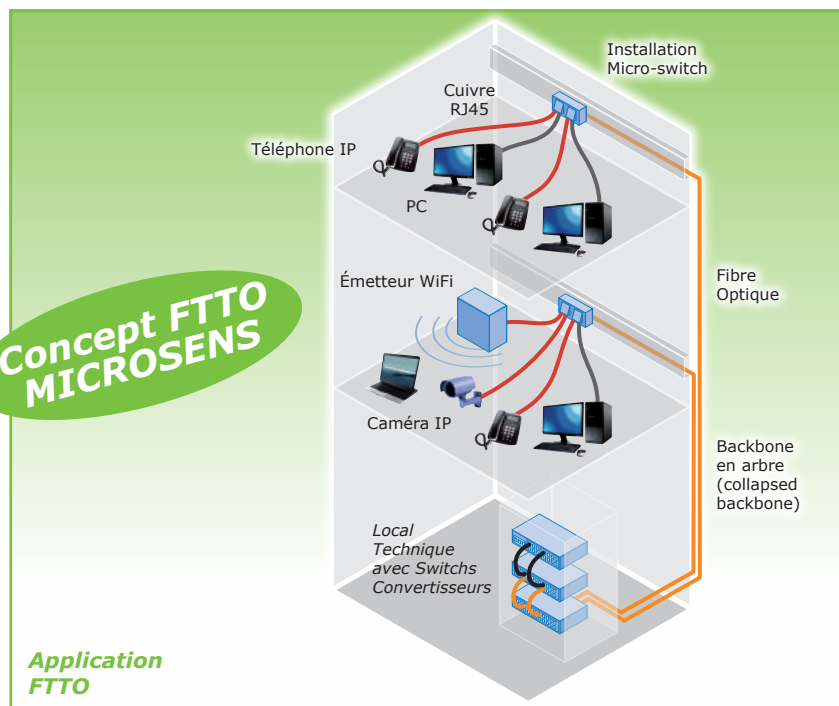 Installation
Micro-switch
Cuivre
RJ45
Téléphone IP
PC
Émetteur WiFi
Fibre
Optique
Concept FTTO
MICROSENS
Caméra IP
Backbone
en arbre
(collapsed
backbone)
Local
Technique
avec Switchs
Convertisseurs
Application
FTTO